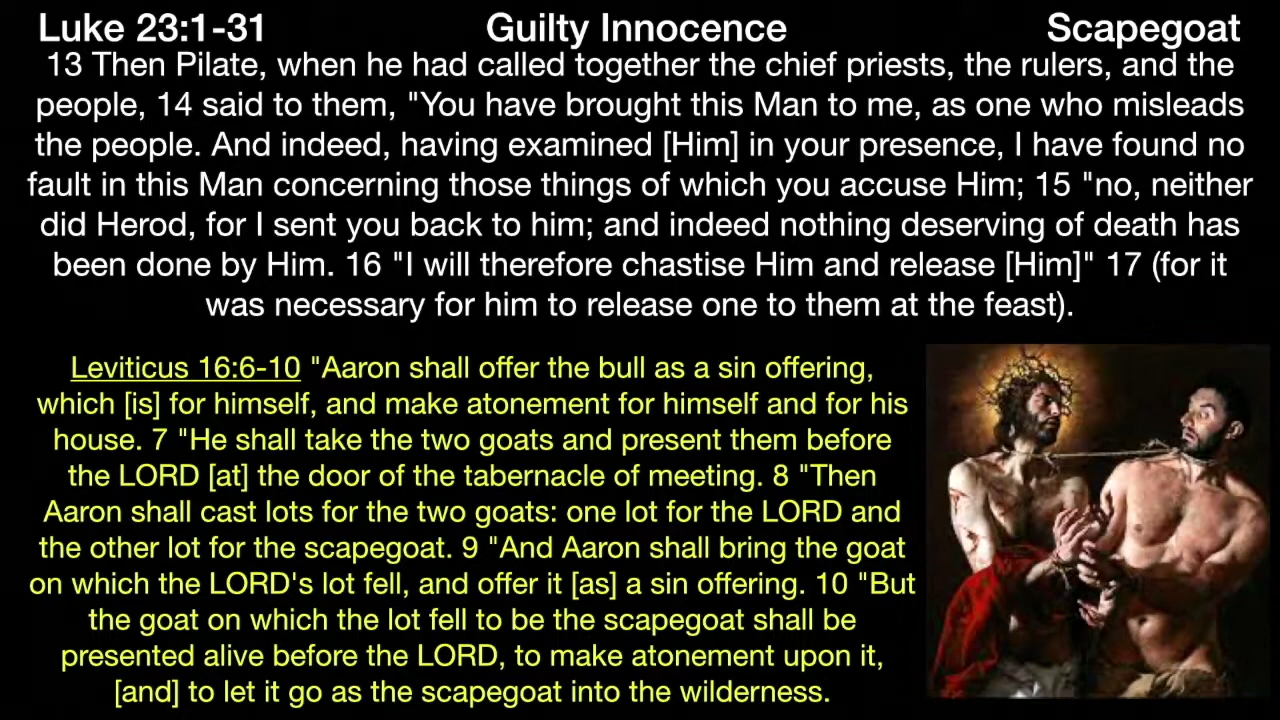 Luke 23:1-31 Guilty Innocence Scapegoat
13 Then Pilate, when he had called together the chief priests, the rulers, and the
people, 14 said to them, "You have brought this Man to me, as one who misleads
the people. And indeed, having examined [Him] in your presence, I have found no
fault in this Man concerning those things of which you accuse Him; 15 "no, neither
did Herod, for I sent you back to him; and indeed nothing deserving of death has
been done by Him. 16 "I will therefore chastise Him and release [Him]" 17 (for it
was necessary for him to release one to them at the feast).
Leviticus 16:6-10 "Aaron shall offer the bull as a sin offering,
which [is] for himself, and make atonement for himself and for his
house. 7 "He shall take the two goats and present them before
the LORD [at] the door of the tabernacle of meeting. 8 "Then
Aaron shall cast lots for the two goats: one lot for the LORD and
the other lot for the scapegoat. 9 "And Aaron shall bring the goat
on which the LORD's lot fell, and offer it [as] a sin offering. 10 "But
the goat on which the lot fell to be the scapegoat shall be
presented alive before the LORD, to make atonement upon it,
[and] to let it go as the scapegoat into the wilderness.